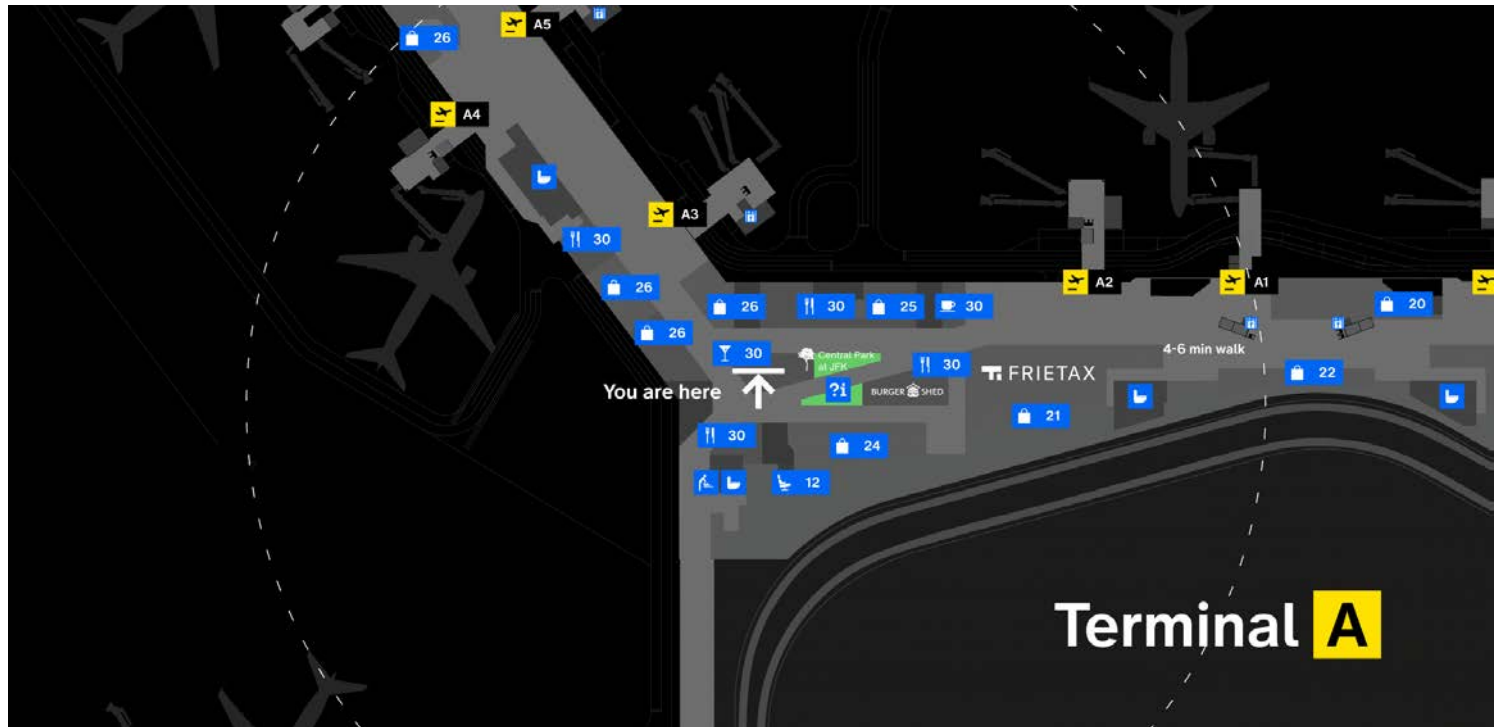 26
A5
A4
A3
30
26
26
26
30
25
30
A2
A1
20
4-6 min walk
30
Central Park
at JFK
30
FRIETAX
22
You are here
?i
BURGER SHED
21
30
24
12
Terminal A